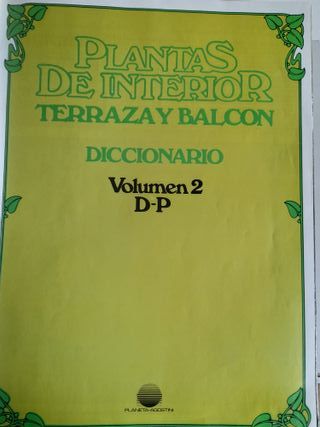 PLANTAS
DE INTERIOR
TERRAZA Y BALCON
DICCIONARIO
Volumen 2
D-P
PLANETA-AGOSTINI